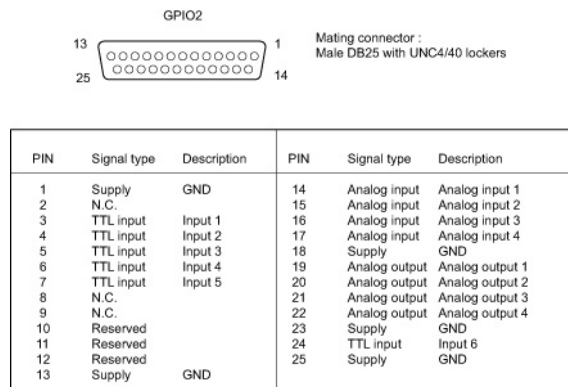 GPIO2
13 1
25 14
Mating connector :
Male DB25 with UNC4/40 lockers
PIN Signal type Description
1 Supply GND
2 N.C.
3 TTL input Input 1
4 TTL input Input 2
5 TTL input Input 3
6 TTL input Input 4
7 TTL input Input 5
8 N.C.
9 N.C.
10 Reserved
11 Reserved
12 Reserved
13 Supply GND
PIN Signal type Description
14 Analog input Analog input 1
15 Analog input Analog input 2
16 Analog input Analog input 3
17 Analog input Analog input 4
18 Supply GND
19 Analog output Analog output 1
20 Analog output Analog output 2
21 Analog output Analog output 3
22 Analog output Analog output 4
23 Supply GND
24 TTL input Input 6
25 Supply GND